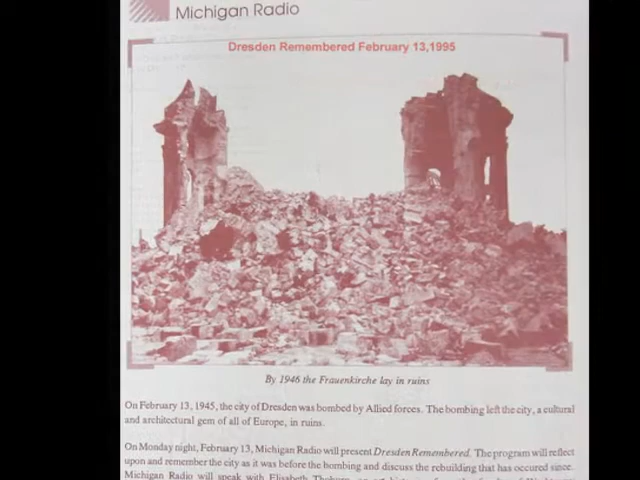 Michigan Radio
Dresden Remembered February 13,1995
By 1946 the Frauenkirche lay in ruins
On February 13, 1945, the city of Dresden was bombed by Allied forces. The bombing left the city, a cultural
and architectural gem of all of Europe, in ruins.
On Monday night, February 13, Michigan Radio will present Dresden Remembered. The program will reflect
upon and remember the city as it was before the bombing and discuss the rebuilding that has occured since.
Michigan Radio will speak with Elisabeth